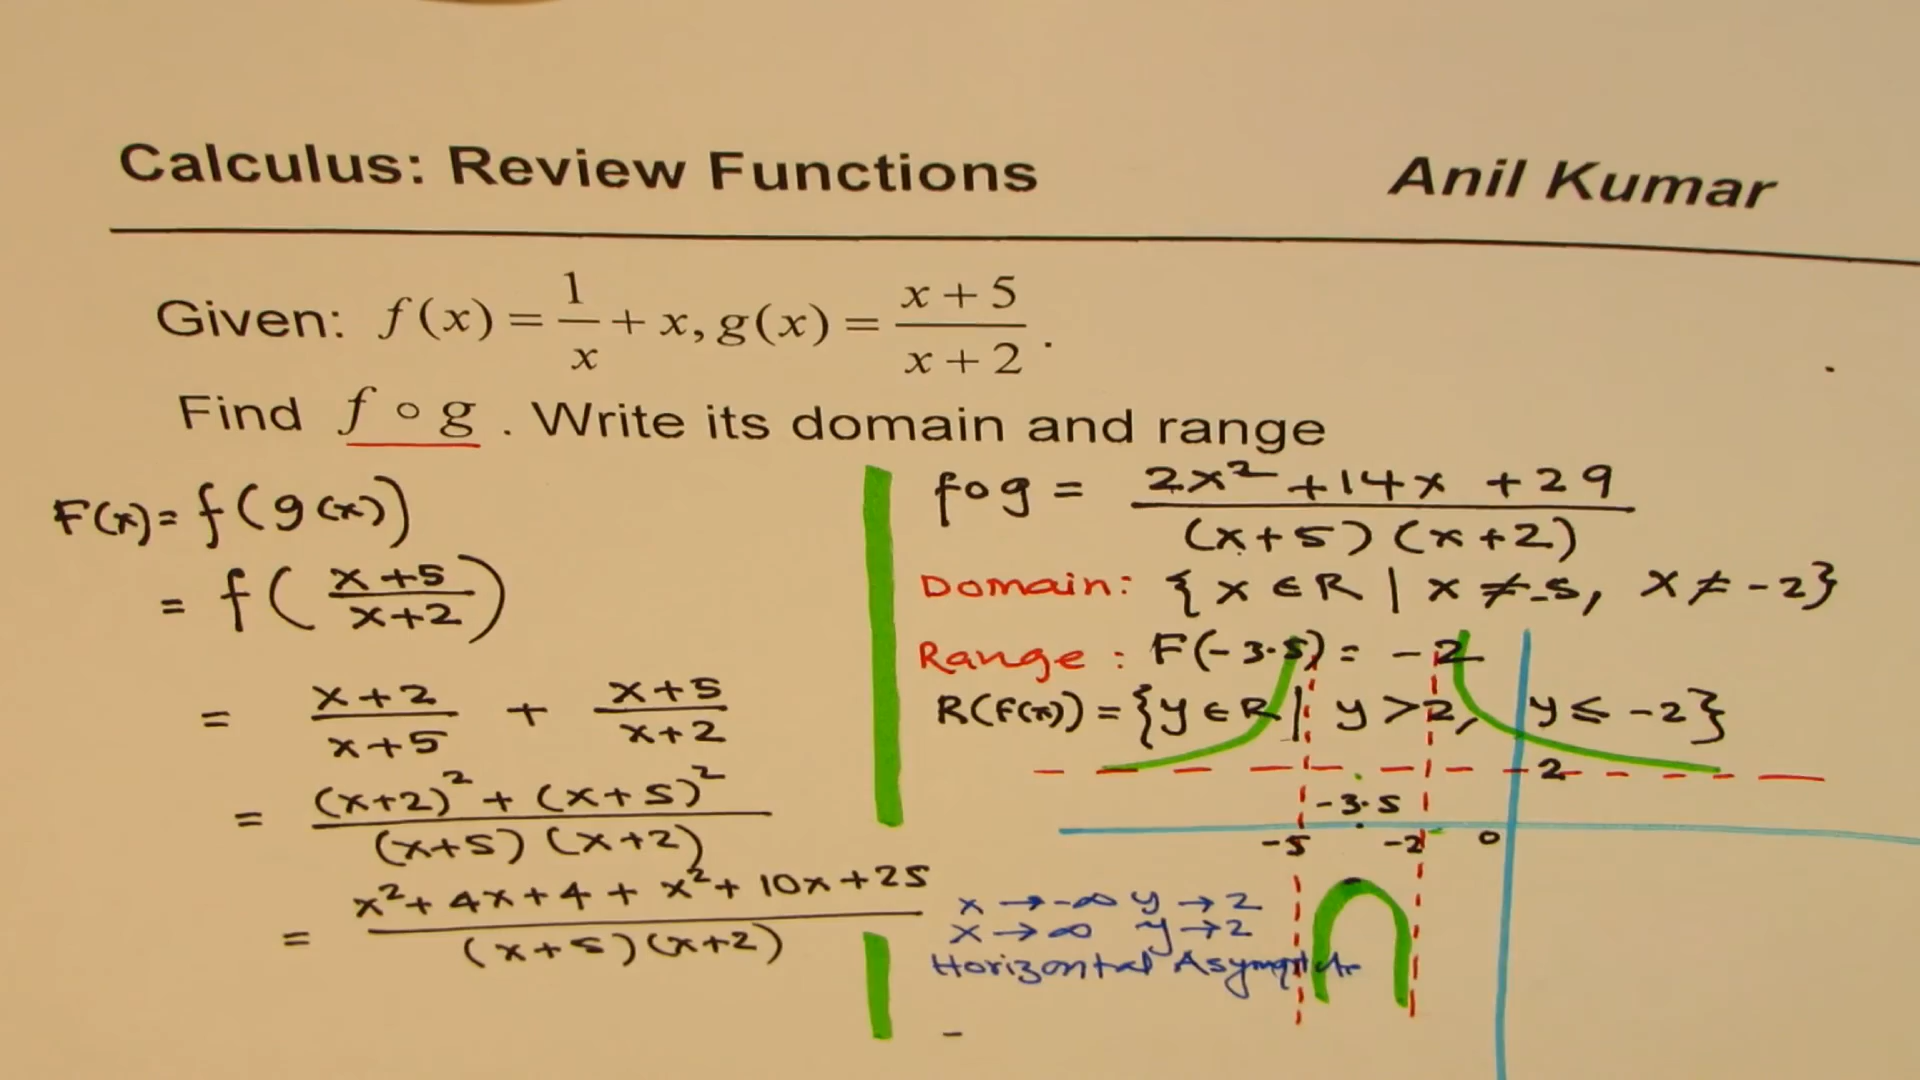 Calculus: Review Functions
Anil Kumar
Given: f(x) = 1/x + x, g(x) = (x + 5)/(x + 2) .
Find f ∘ g . Write its domain and range
F(x) = f(g(x))
= f((x+5)/(x+2))
= (x+2)/(x+5) + (x+5)/(x+2)
= ((x+2)² + (x+5)²)/((x+5)(x+2))
= (x² + 4x + 4 + x² + 10x + 25)/((x+5)(x+2))
fog = (2x² + 14x + 29)/((x+5)(x+2))
Domain: {x ∈ R | x ≠ -5, x ≠ -2}
Range: F(-3.5) = -2
R(F(x)) = {y ∈ R | y > 2, y ≤ -2}
2
-3.5
-5 -2 0
x → -∞ y → 2
x → ∞ y → 2
Horizontal Asymptote